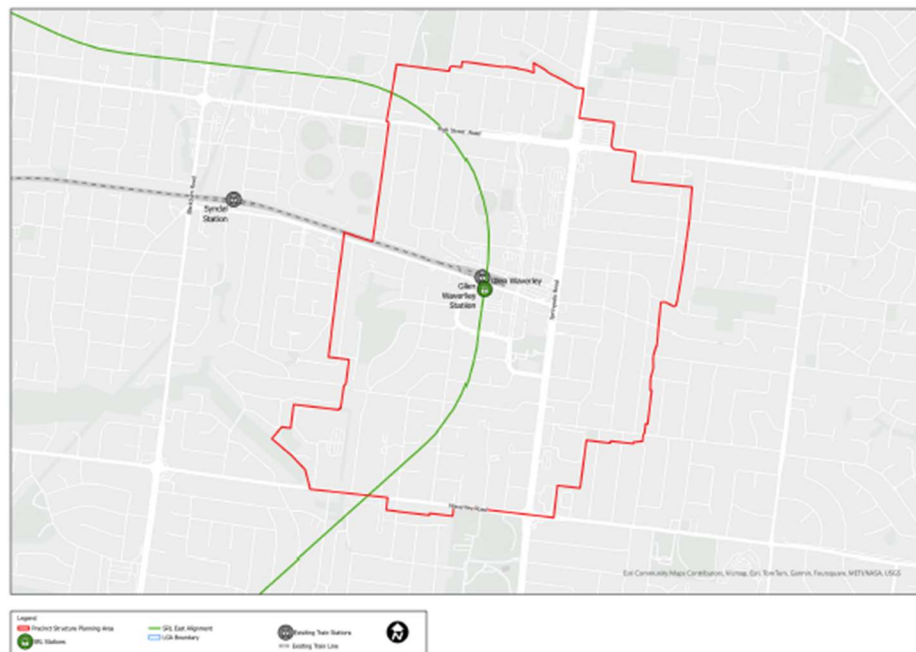 Road
Blackburn Road
Syndal
Station
Glen Waverley
Glen
Waverley
Station
Springvale Road
Waverley Road
Esri Community Maps Contributors, Vicmap, Esri, TomTom, Garmin, Foursquare, METI/NASA, USGS
Legend
Precinct Structure Planning Area
SRL East Alignment
Existing Train Stations
SRL Stations
LGA Boundary
Existing Train Line
N